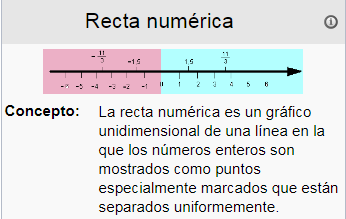 Recta numérica
-11/3 11/3
-1,5 1,5
-5 -4 -3 -2 -1 0 1 2 3 4 5 6
Concepto: La recta numérica es un gráfico
unidimensional de una línea en la
que los números enteros son
mostrados como puntos
especialmente marcados que están
separados uniformemente.